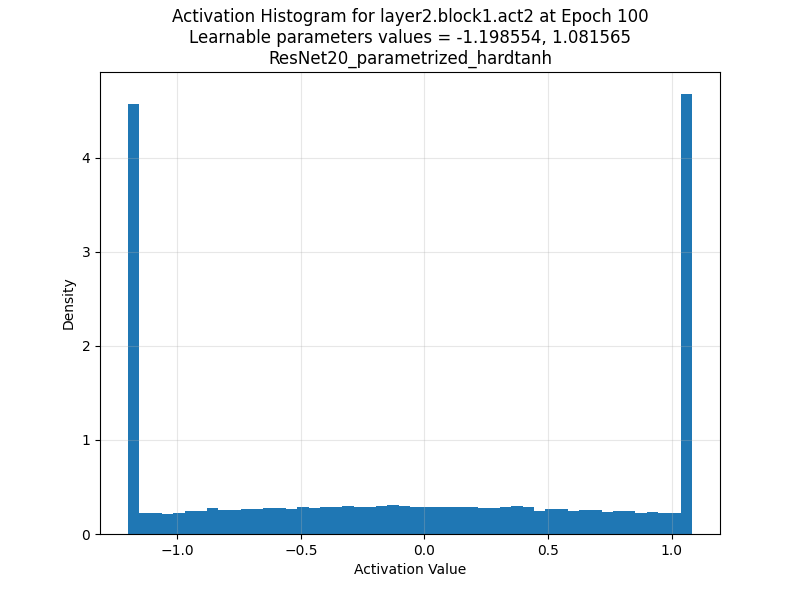 Activation Histogram for layer2.block1.act2 at Epoch 100
Learnable parameters values = -1.198554, 1.081565
ResNet20_parametrized_hardtanh
4
3
2
1
0
Density
−1.0 −0.5 0.0 0.5 1.0
Activation Value